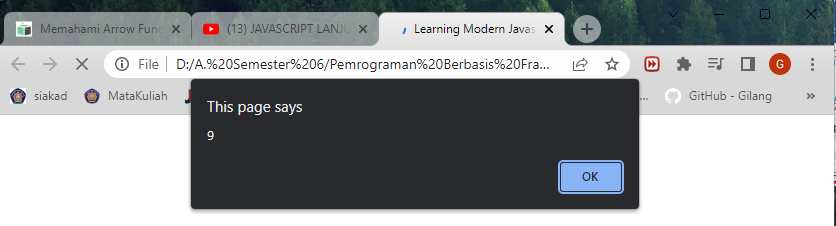 Memahami Arrow Func
(13) JAVASCRIPT LANJU
Learning Modern Javas
File D:/A.%20Semester%206/Pemrograman%20Berbasis%20Fra...
G
siakad MataKuliah ... GitHub - Gilang »
This page says
9
OK